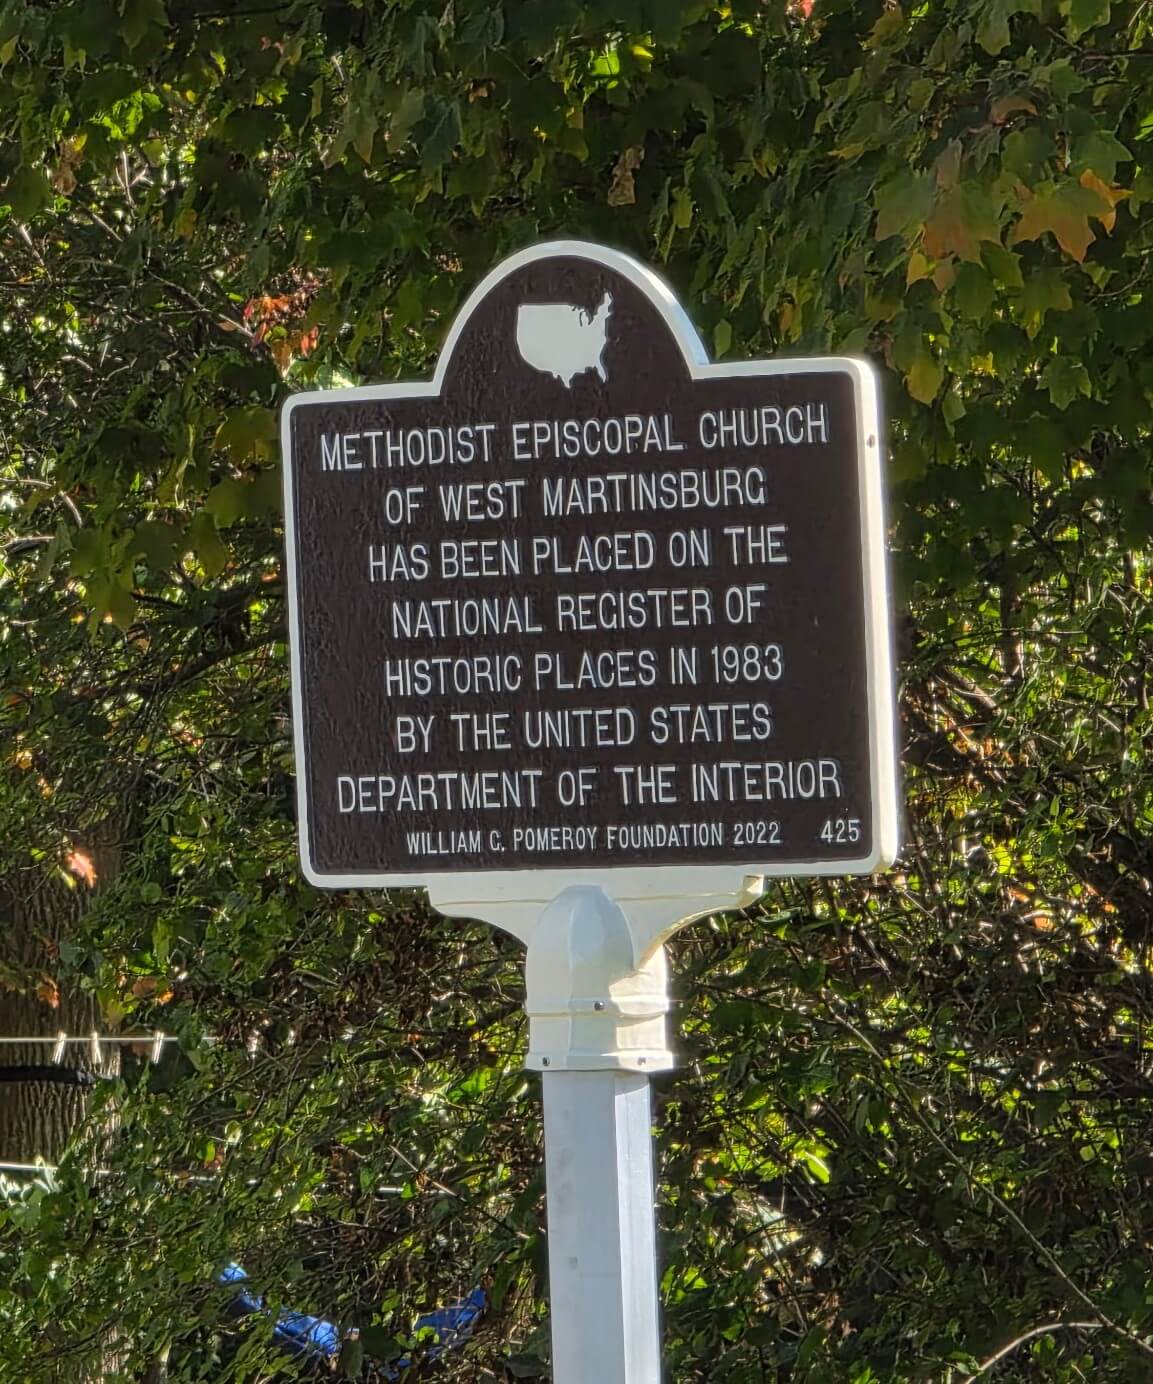 METHODIST EPISCOPAL CHURCH
OF WEST MARTINSBURG
HAS BEEN PLACED ON THE
NATIONAL REGISTER OF
HISTORIC PLACES IN 1983
BY THE UNITED STATES
DEPARTMENT OF THE INTERIOR
WILLIAM G. POMEROY FOUNDATION 2022 425